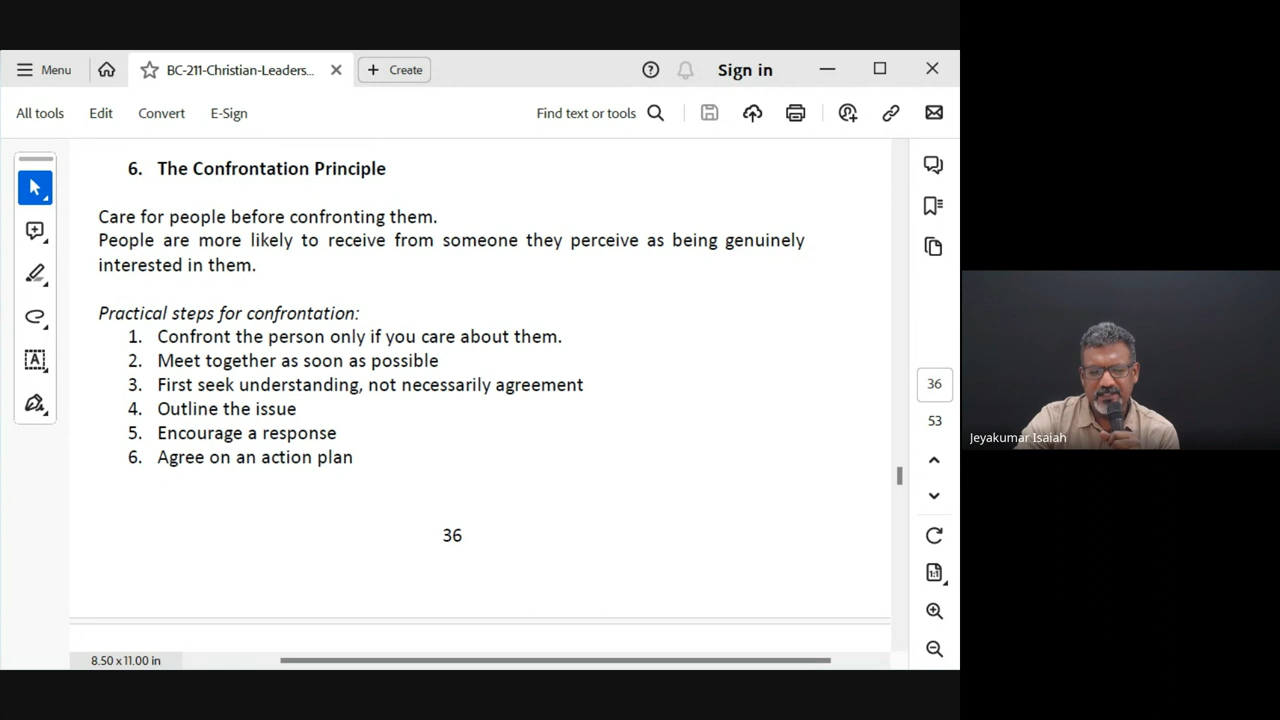 Menu
BC-211-Christian-Leaders...
Create
Sign in
All tools
Edit
Convert
E-Sign
Find text or tools
6. The Confrontation Principle
Care for people before confronting them.
People are more likely to receive from someone they perceive as being genuinely
interested in them.
Practical steps for confrontation:
1. Confront the person only if you care about them.
2. Meet together as soon as possible
3. First seek understanding, not necessarily agreement
4. Outline the issue
5. Encourage a response
6. Agree on an action plan
36
8.50 x 11.00 in
36
53
Jeyakumar Isaiah